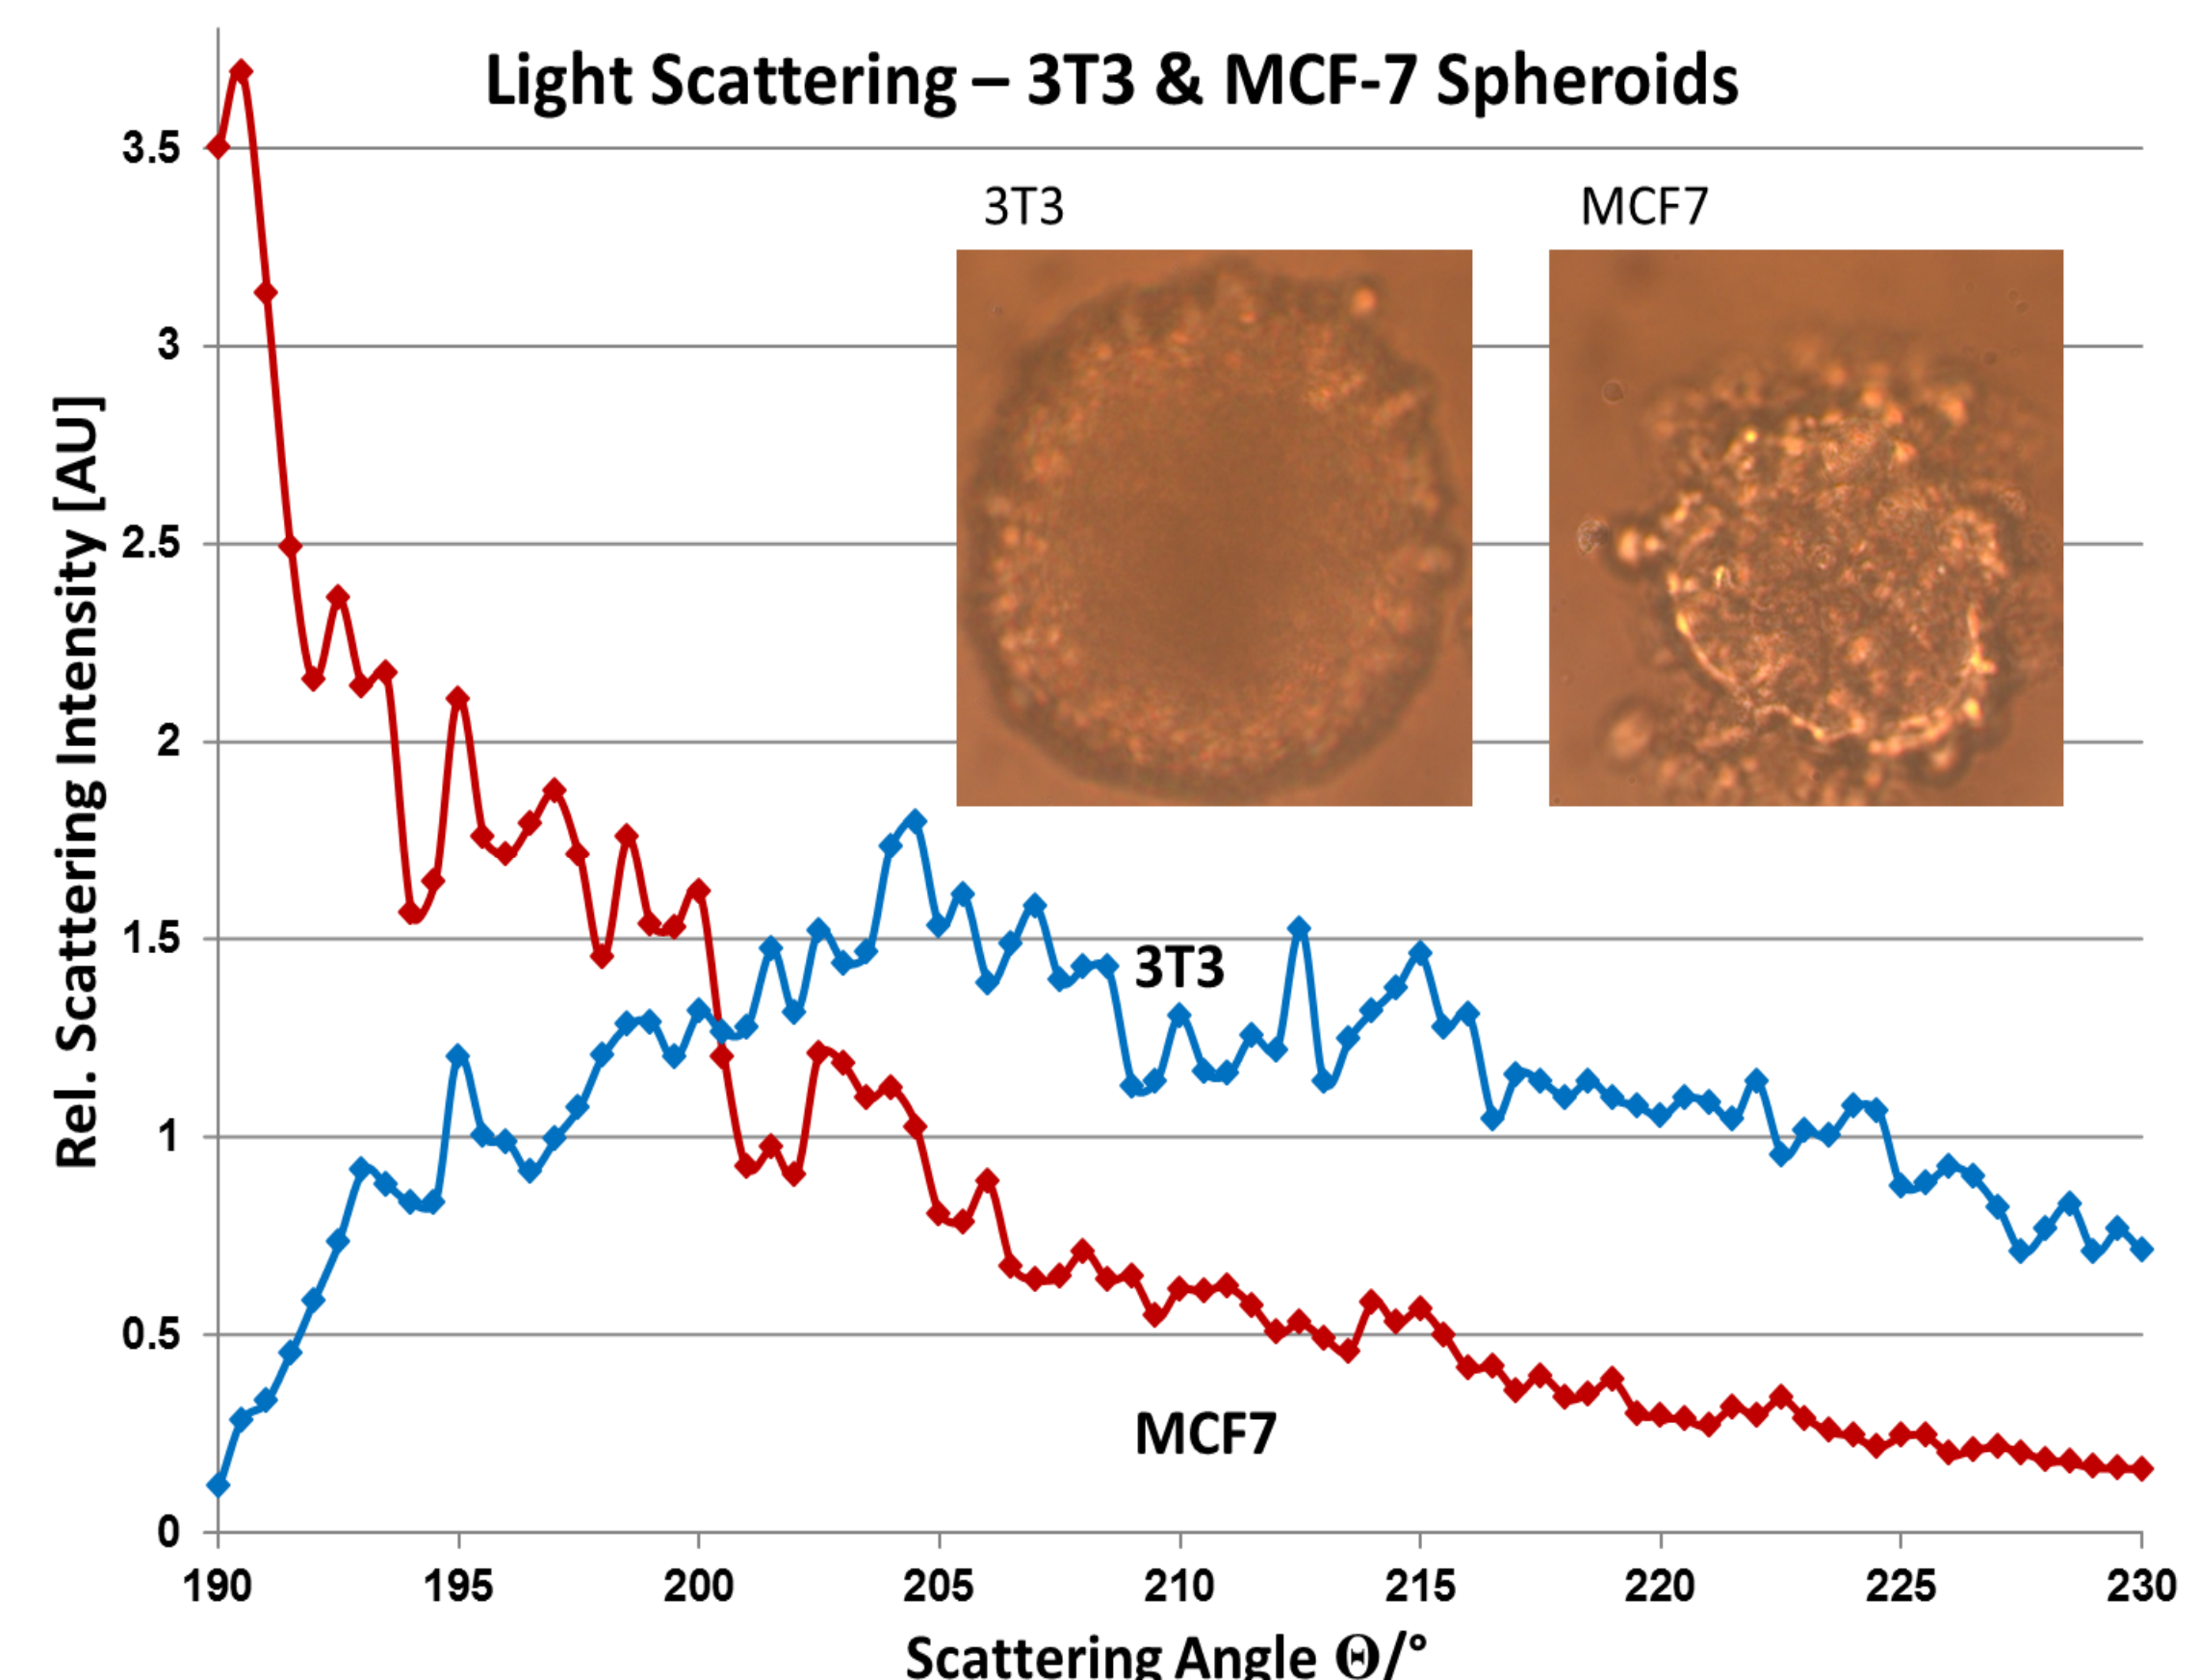 Light Scattering – 3T3 & MCF-7 Spheroids
3T3
MCF7
Rel. Scattering Intensity [AU]
3.5
3
2.5
2
1.5
1
0.5
0
3T3
MCF7
190
195
200
205
210
215
220
225
230
Scattering Angle Θ/°